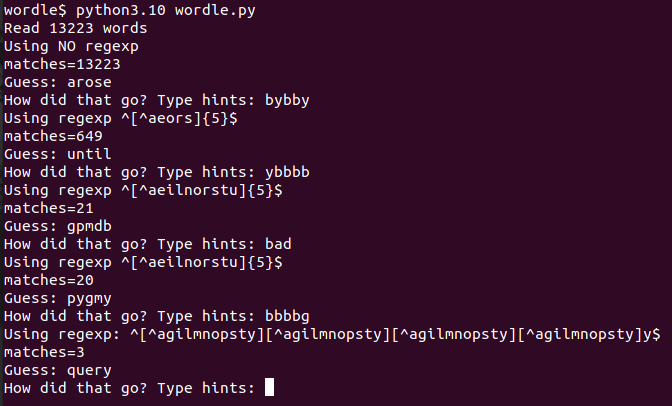 wordle$ python3.10 wordle.py
Read 13223 words
Using NO regexp
matches=13223
Guess: arose
How did that go? Type hints: bybby
Using regexp ^[^aeors]{5}$
matches=649
Guess: until
How did that go? Type hints: ybbbb
Using regexp ^[^aeilnorstu]{5}$
matches=21
Guess: gpmdb
How did that go? Type hints: bad
Using regexp ^[^aeilnorstu]{5}$
matches=20
Guess: pygmy
How did that go? Type hints: bbbbg
Using regexp: ^[^agilmnopsty][^agilmnopsty][^agilmnopsty][^agilmnopsty]y$
matches=3
Guess: query
How did that go? Type hints: